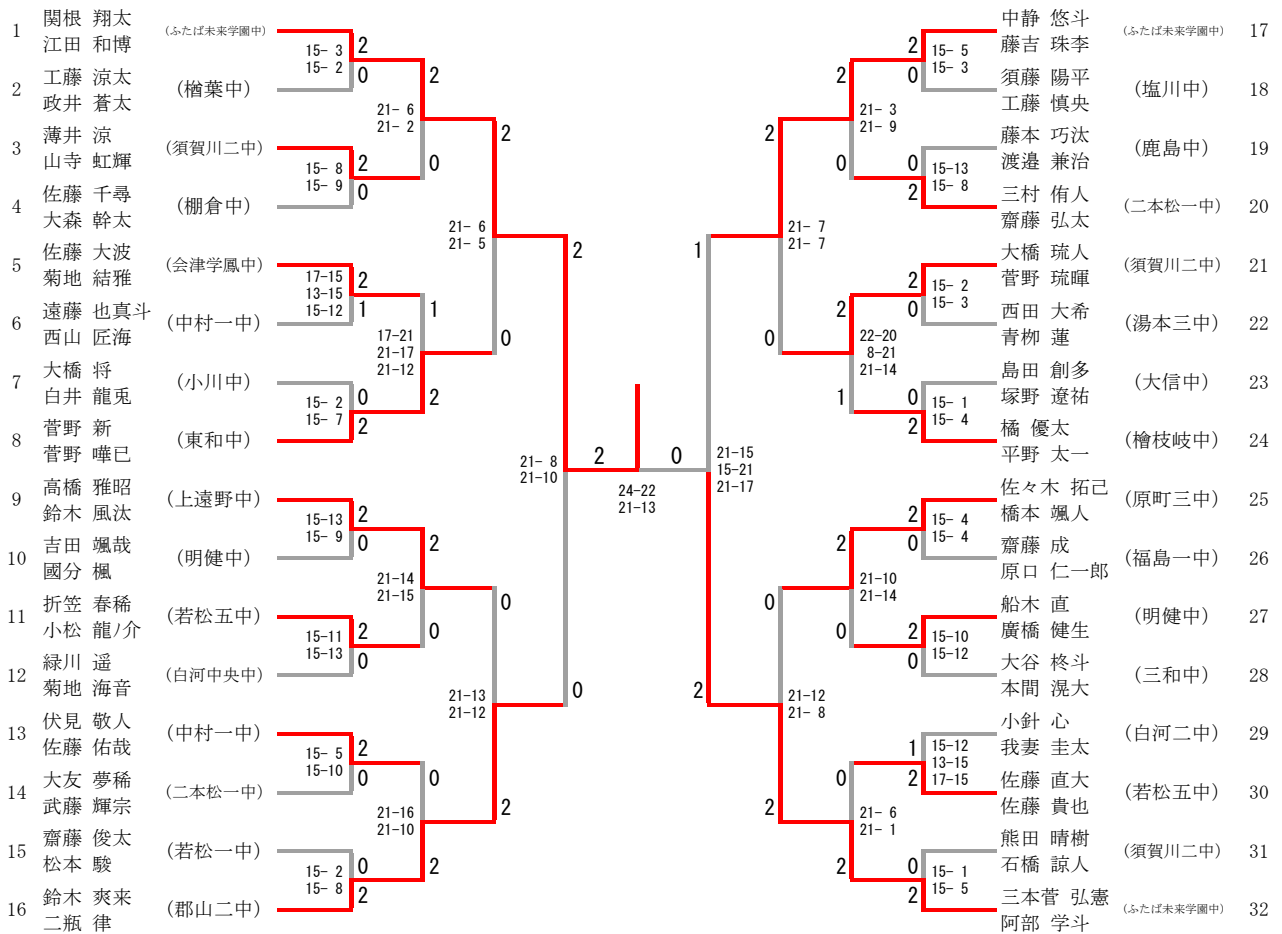 関根 翔太
1 (ふたば未来学園中)
江田 和博
15- 3 2
15- 2 0
2
工藤 涼太
2 (楢葉中)
政井 蒼太
21- 6
21- 2
2
薄井 涼
3 (須賀川二中)
山寺 虹輝
15- 8 2
15- 9 0
0
佐藤 千尋
4 (棚倉中)
大森 幹太
21- 6
21- 5
2
佐藤 大波
5 (会津学鳳中)
菊地 結雅
17-15 2
13-15
15-12 1
1
遠藤 也真斗
6 (中村一中)
西山 匠海
17-21
21-17
21-12
0
大橋 将
7 (小川中)
白井 龍兎
15- 2 0
15- 7 2
2
菅野 新
8 (東和中)
菅野 嘩已
21- 8
21-10
2
高橋 雅昭
9 (上遠野中)
鈴木 風汰
15-13 2
15- 9 0
2
吉田 颯哉
10 (明健中)
國分 楓
21-14
21-15
0
折笠 春稀
11 (若松五中)
小松 龍ノ介
15-11 2
15-13 0
0
緑川 遥
12 (白河中央中)
菊地 海音
21-13
21-12
0
伏見 敬人
13 (中村一中)
佐藤 佑哉
15- 5 2
15-10 0
0
大友 夢稀
14 (二本松一中)
武藤 輝宗
21-16
21-10
2
齋藤 俊太
15 (若松一中)
松本 駿
15- 2 0
15- 8 2
2
鈴木 爽来
16 (郡山二中)
二瓶 律
24-22
21-13
0
中静 悠斗
(ふたば未来学園中) 17
藤吉 珠李
2 15- 5
0 15- 3
2
須藤 陽平
(塩川中) 18
工藤 慎央
21- 3
21- 9
2
藤本 巧汰
(鹿島中) 19
渡邉 兼治
0 15-13
2 15- 8
0
三村 侑人
(二本松一中) 20
齋藤 弘太
21- 7
21- 7
1
大橋 琉人
(須賀川二中) 21
菅野 琉暉
2 15- 2
0 15- 3
2
西田 大希
(湯本三中) 22
青栁 蓮
22-20
8-21
21-14
0
島田 創多
(大信中) 23
塚野 遼祐
0 15- 1
2 15- 4
1
橘 優太
(檜枝岐中) 24
平野 太一
21-15
15-21
21-17
佐々木 拓己
(原町三中) 25
橋本 颯人
2 15- 4
0 15- 4
2
齋藤 成
(福島一中) 26
原口 仁一郎
21-10
21-14
0
船木 直
(明健中) 27
廣橋 健生
2 15-10
0 15-12
0
大谷 柊斗
(三和中) 28
本間 滉大
21-12
21- 8
2
小針 心
(白河二中) 29
我妻 圭太
1 15-12
13-15
2 17-15
0
佐藤 直大
(若松五中) 30
佐藤 貴也
21- 6
21- 1
2
熊田 晴樹
(須賀川二中) 31
石橋 諒人
0 15- 1
2 15- 5
三本菅 弘憲
(ふたば未来学園中) 32
阿部 学斗